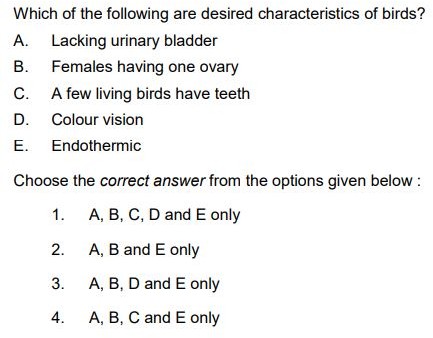 Which of the following are desired characteristics of birds?
A. Lacking urinary bladder
B. Females having one ovary
C. A few living birds have teeth
D. Colour vision
E. Endothermic
Choose the correct answer from the options given below :
1. A, B, C, D and E only
2. A, B and E only
3. A, B, D and E only
4. A, B, C and E only